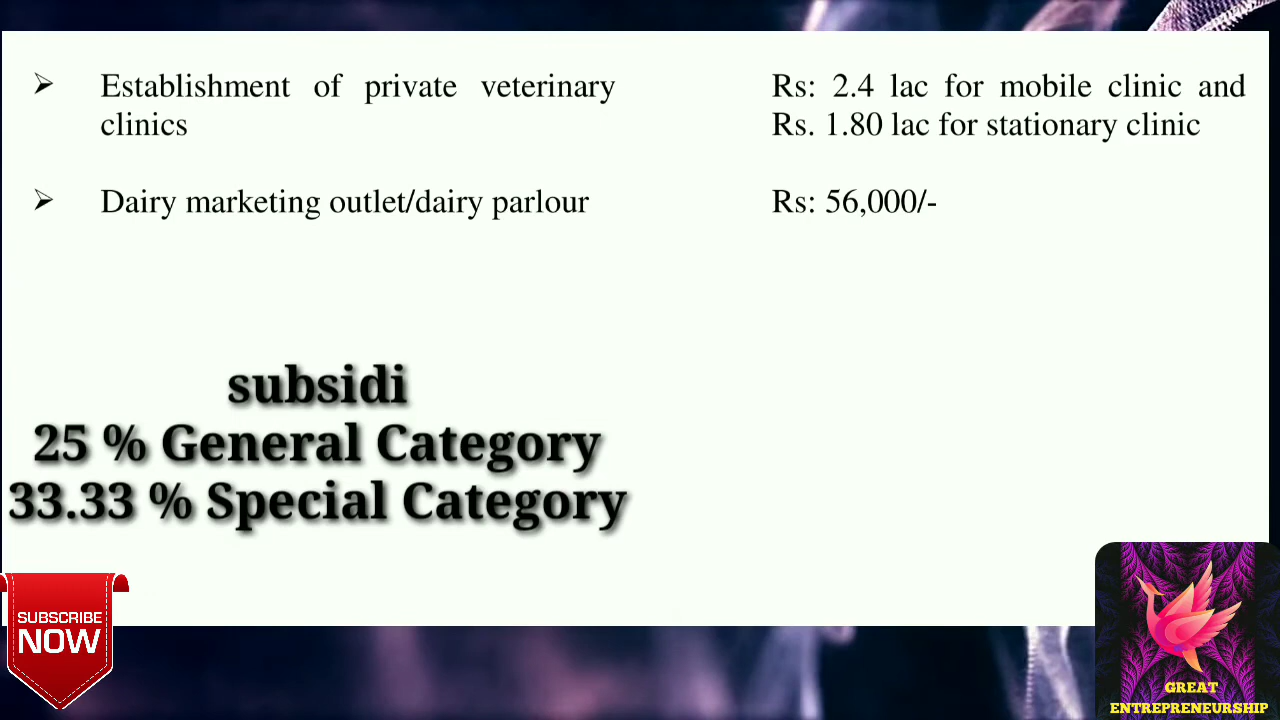 ➢ Establishment of private veterinary
clinics
Rs: 2.4 lac for mobile clinic and
Rs. 1.80 lac for stationary clinic
➢ Dairy marketing outlet/dairy parlour
Rs: 56,000/-
subsidi
25 % General Category
33.33 % Special Category
SUBSCRIBE
NOW
GREAT
ENTREPRENEURSHIP